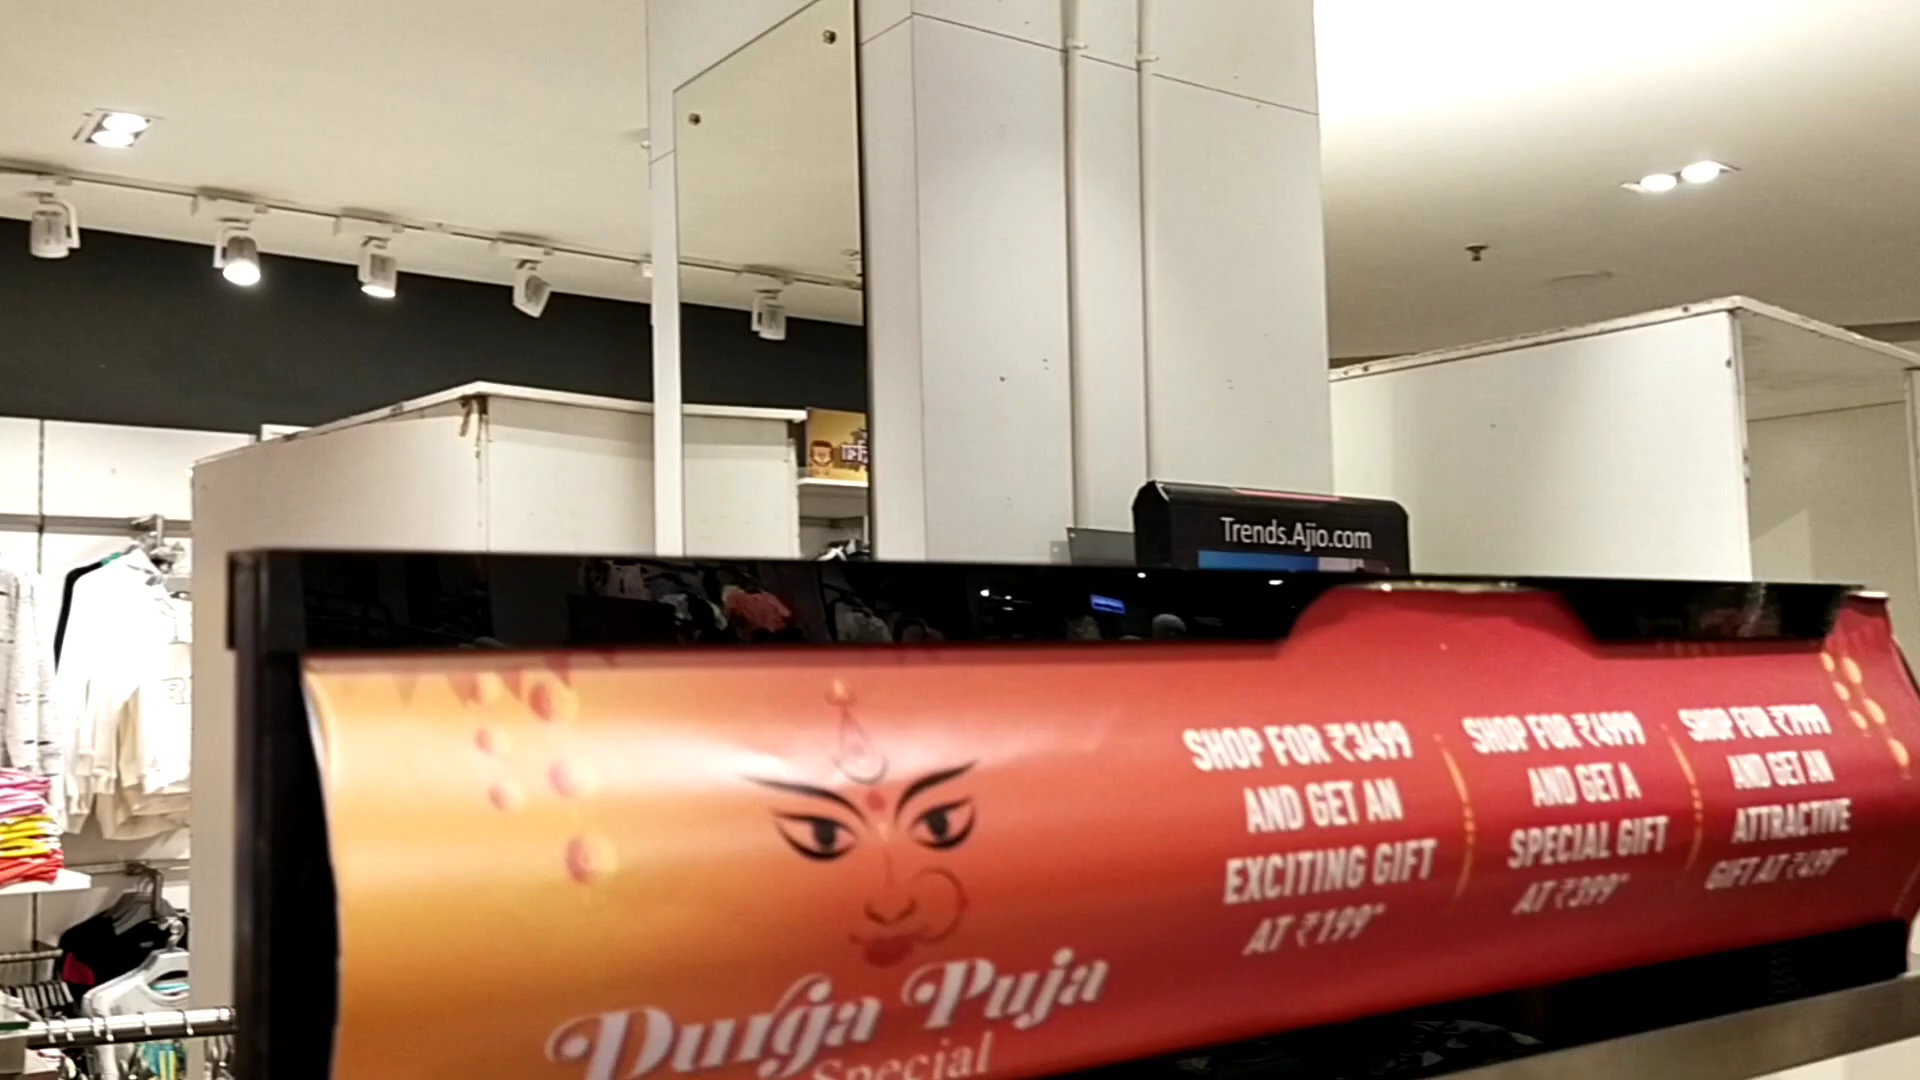 Trends.Ajio.com
SHOP FOR ₹3499
AND GET AN
EXCITING GIFT
AT ₹199*
SHOP FOR ₹4999
AND GET A
SPECIAL GIFT
AT ₹399*
SHOP FOR ₹7999
AND GET AN
ATTRACTIVE
GIFT AT ₹499*
Durga Puja
Special